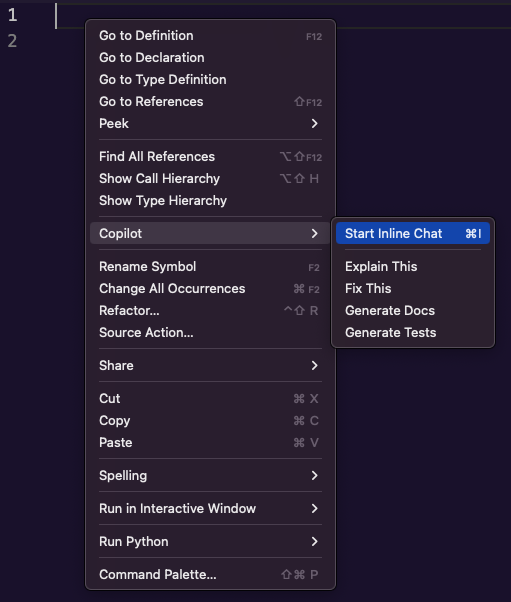 1
2
Go to Definition F12
Go to Declaration
Go to Type Definition
Go to References ⇧F12
Peek
Find All References ⌥⇧F12
Show Call Hierarchy ⌥⇧ H
Show Type Hierarchy
Copilot
Start Inline Chat ⌘I
Explain This
Fix This
Generate Docs
Generate Tests
Rename Symbol F2
Change All Occurrences ⌘ F2
Refactor... ^⇧ R
Source Action...
Share
Cut ⌘ X
Copy ⌘ C
Paste ⌘ V
Spelling
Run in Interactive Window
Run Python
Command Palette... ⇧⌘ P